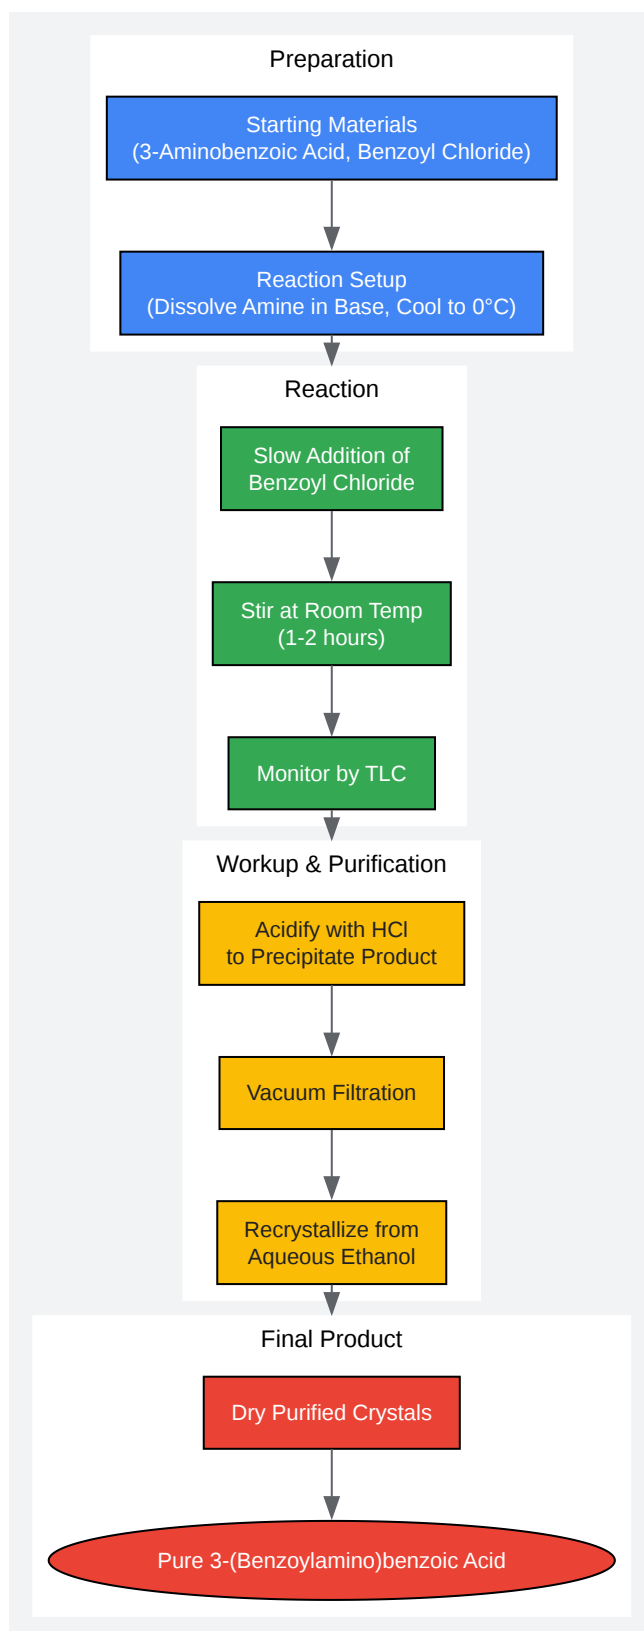 Preparation
Starting Materials
(3-Aminobenzoic Acid, Benzoyl Chloride)
Reaction Setup
(Dissolve Amine in Base, Cool to 0°C)
Reaction
Slow Addition of
Benzoyl Chloride
Stir at Room Temp
(1-2 hours)
Monitor by TLC
Workup & Purification
Acidify with HCl
to Precipitate Product
Vacuum Filtration
Recrystallize from
Aqueous Ethanol
Final Product
Dry Purified Crystals
Pure 3-(Benzoylamino)benzoic Acid